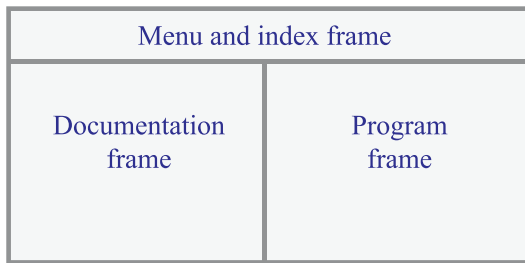 Menu and index frame
Documentation
frame
Program
frame